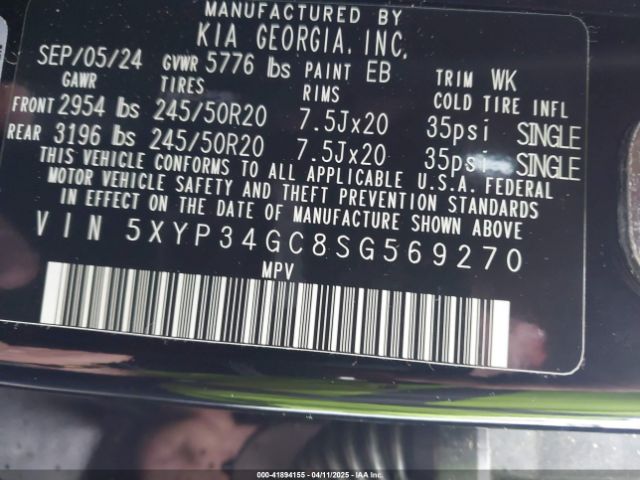 MANUFACTURED BY
KIA GEORGIA, INC.
SEP/05/24 GVWR 5776 lbs PAINT EB TRIM WK
GAWR TIRES RIMS COLD TIRE INFL
FRONT 2954 lbs 245/50R20 7.5Jx20 35psi SINGLE
REAR 3196 lbs 245/50R20 7.5Jx20 35psi SINGLE
THIS VEHICLE CONFORMS TO ALL APPLICABLE U.S.A. FEDERAL
MOTOR VEHICLE SAFETY AND THEFT PREVENTION STANDARDS
IN EFFECT ON THE DATE OF MANUFACTURE SHOWN ABOVE
VIN 5XYP34GC8SG569270
MPV
000-41894155 | 04/11/2025 | IAA Inc.